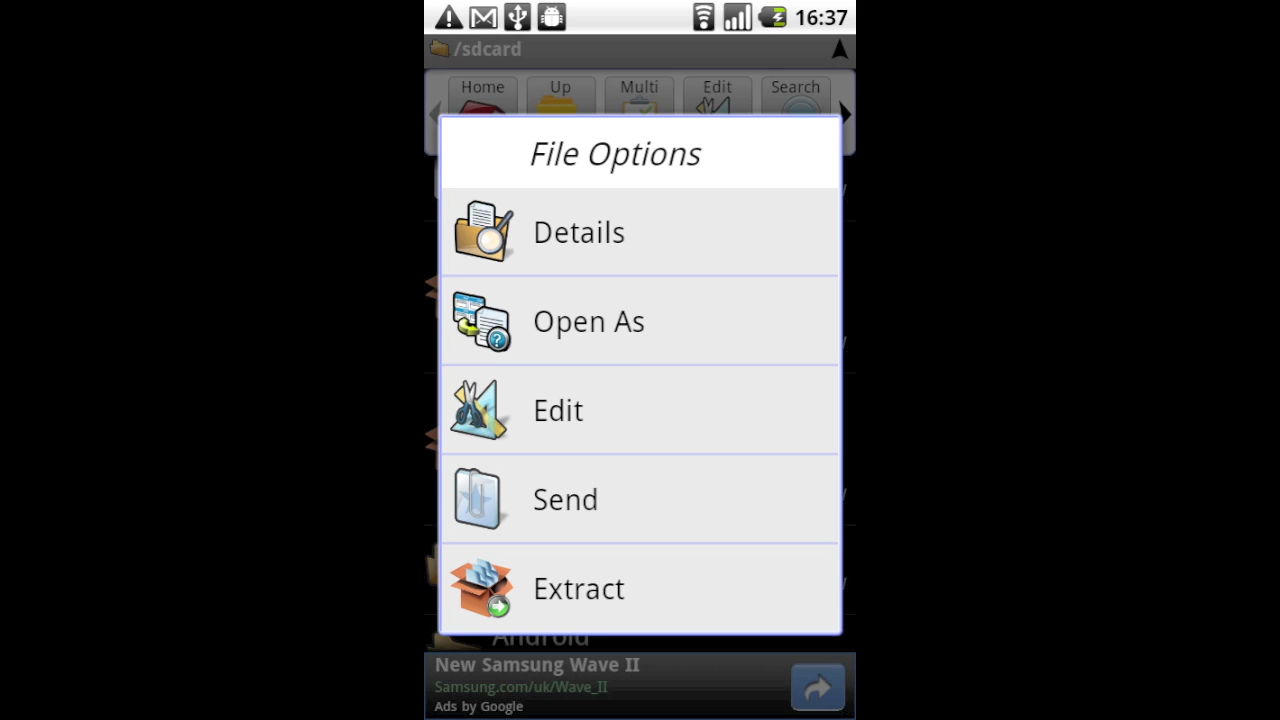 16:37
/sdcard
Home Up Multi Edit Search
File Options
Details
Open As
Edit
Send
Extract
Android
New Samsung Wave II
Samsung.com/uk/Wave_II
Ads by Google